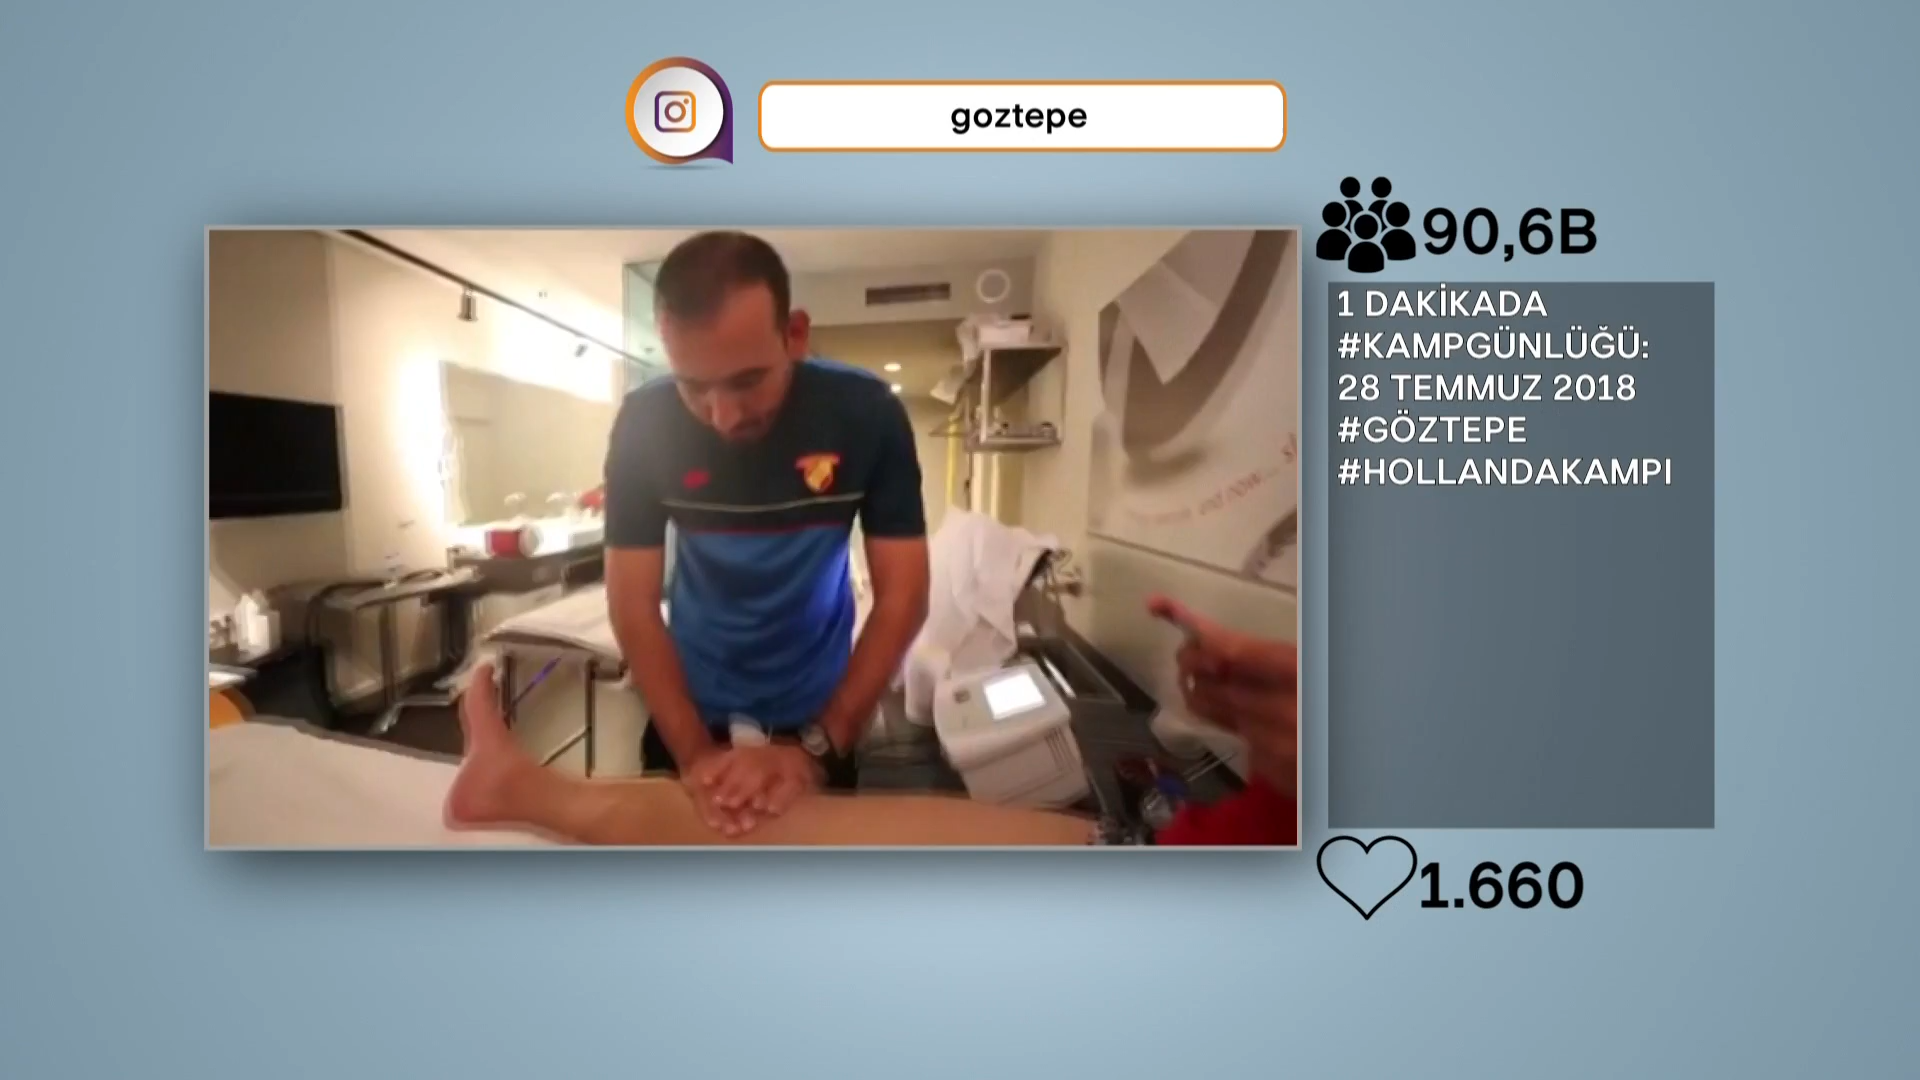 goztepe
90,6B
1 DAKİKADA
#KAMPGÜNLÜĞÜ:
28 TEMMUZ 2018
#GÖZTEPE
#HOLLANDAKAMPI
1.660